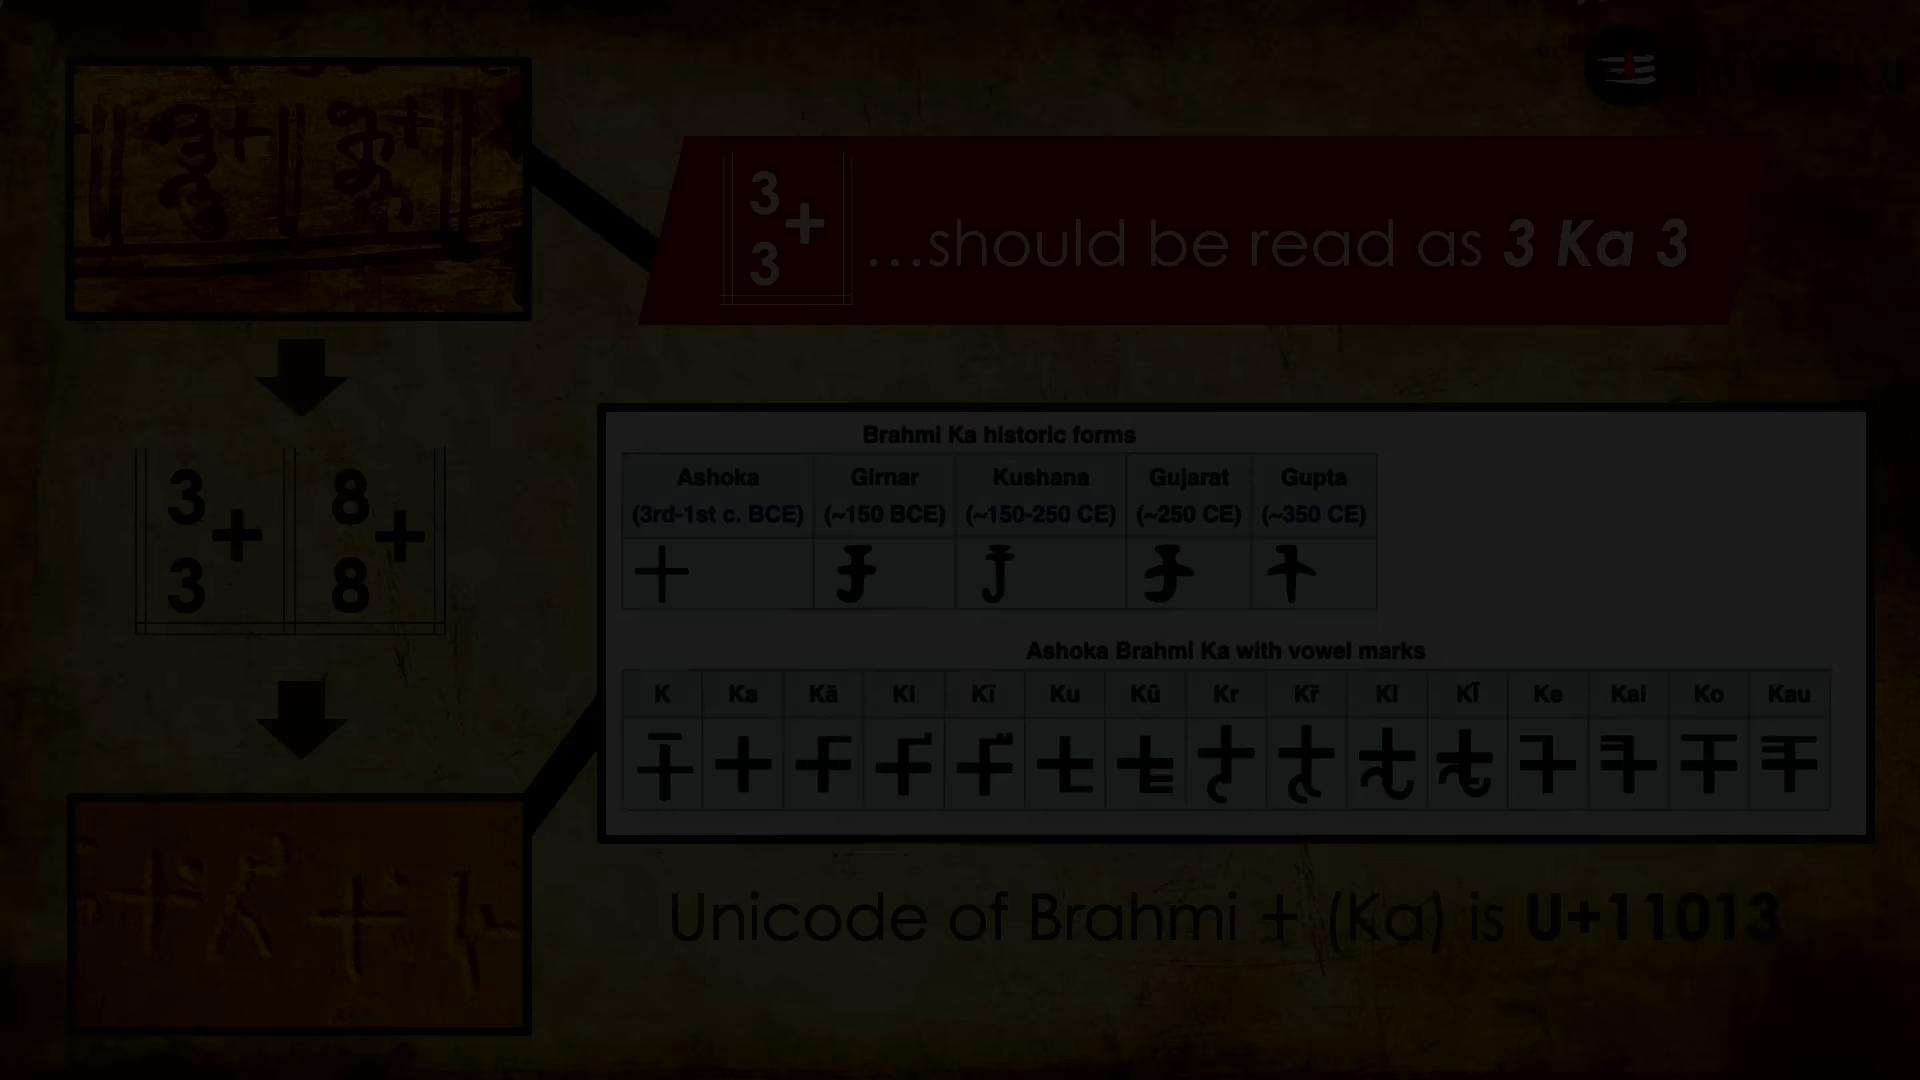 3
+
3
…should be read as 3 Ka 3
3 8
+ +
3 8
Brahmi Ka historic forms
Ashoka Girnar Kushana Gujarat Gupta
(3rd-1st c. BCE) (~150 BCE) (~150-250 CE) (~250 CE) (~350 CE)
Ashoka Brahmi Ka with vowel marks
K Ka Kā Ki Kī Ku Kū Kr Kr̄ Kl Kl̄ Ke Kai Ko Kau
Unicode of Brahmi + (Ka) is U+11013